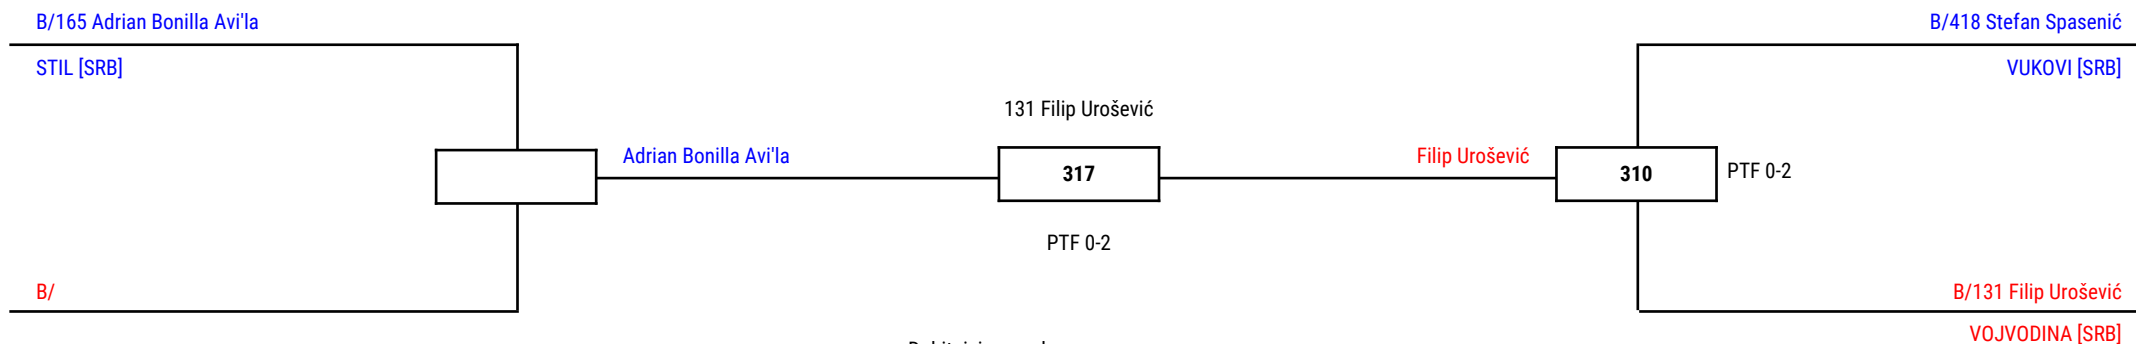 B/165 Adrian Bonilla Avi'la
B/418 Stefan Spasenić
STIL [SRB]
VUKOVI [SRB]
131 Filip Urošević
Adrian Bonilla Avi'la
317
Filip Urošević
310
PTF 0-2
PTF 0-2
B/
B/131 Filip Urošević
VOJVODINA [SRB]